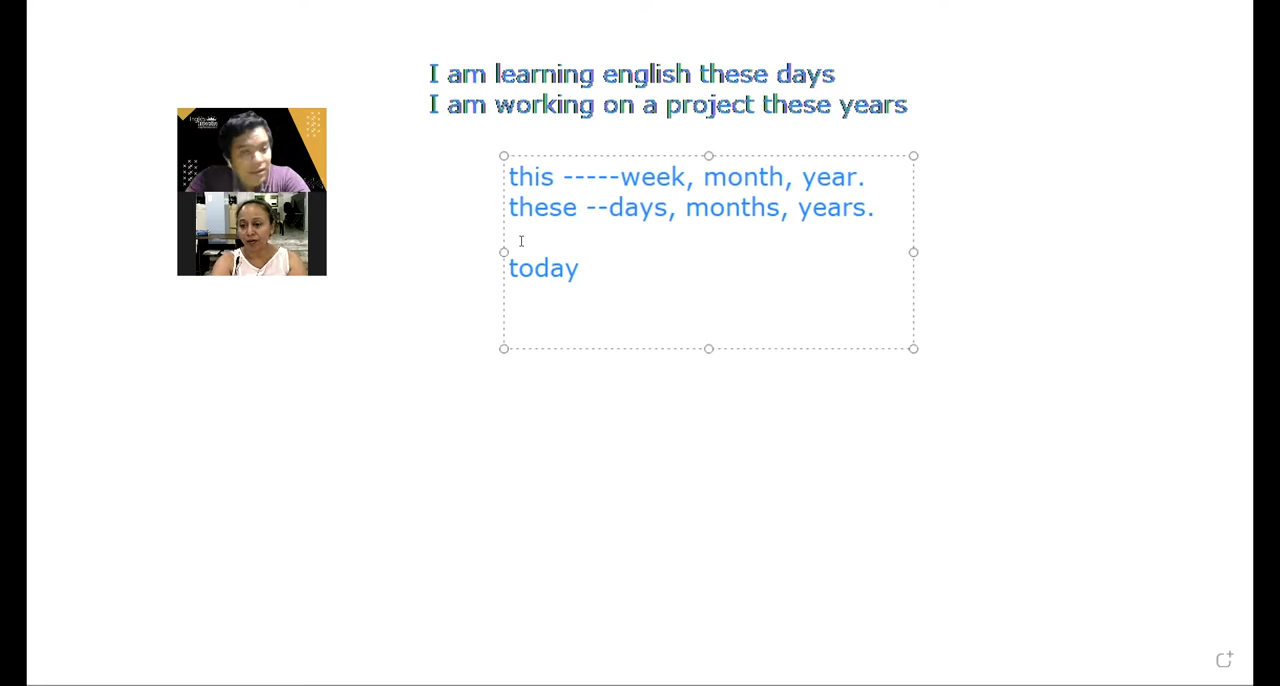 I am learning english these days
I am working on a project these years
this -----week, month, year.
these --days, months, years.
today